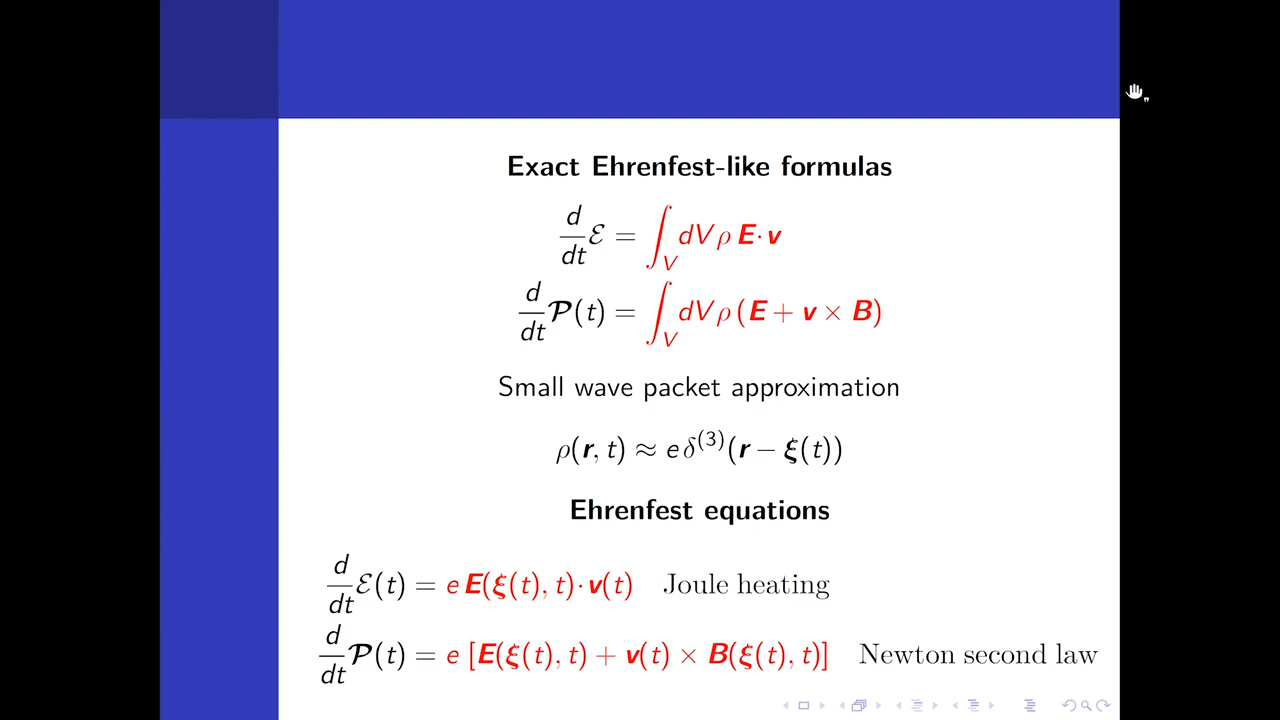 Exact Ehrenfest-like formulas
d/dt ℰ = ∫_V dV ρ E·v
d/dt 𝓟(t) = ∫_V dV ρ (E + v × B)
Small wave packet approximation
ρ(r, t) ≈ e δ^(3)(r − ξ(t))
Ehrenfest equations
d/dt ℰ(t) = e E(ξ(t), t)·v(t) Joule heating
d/dt 𝓟(t) = e [E(ξ(t), t) + v(t) × B(ξ(t), t)] Newton second law